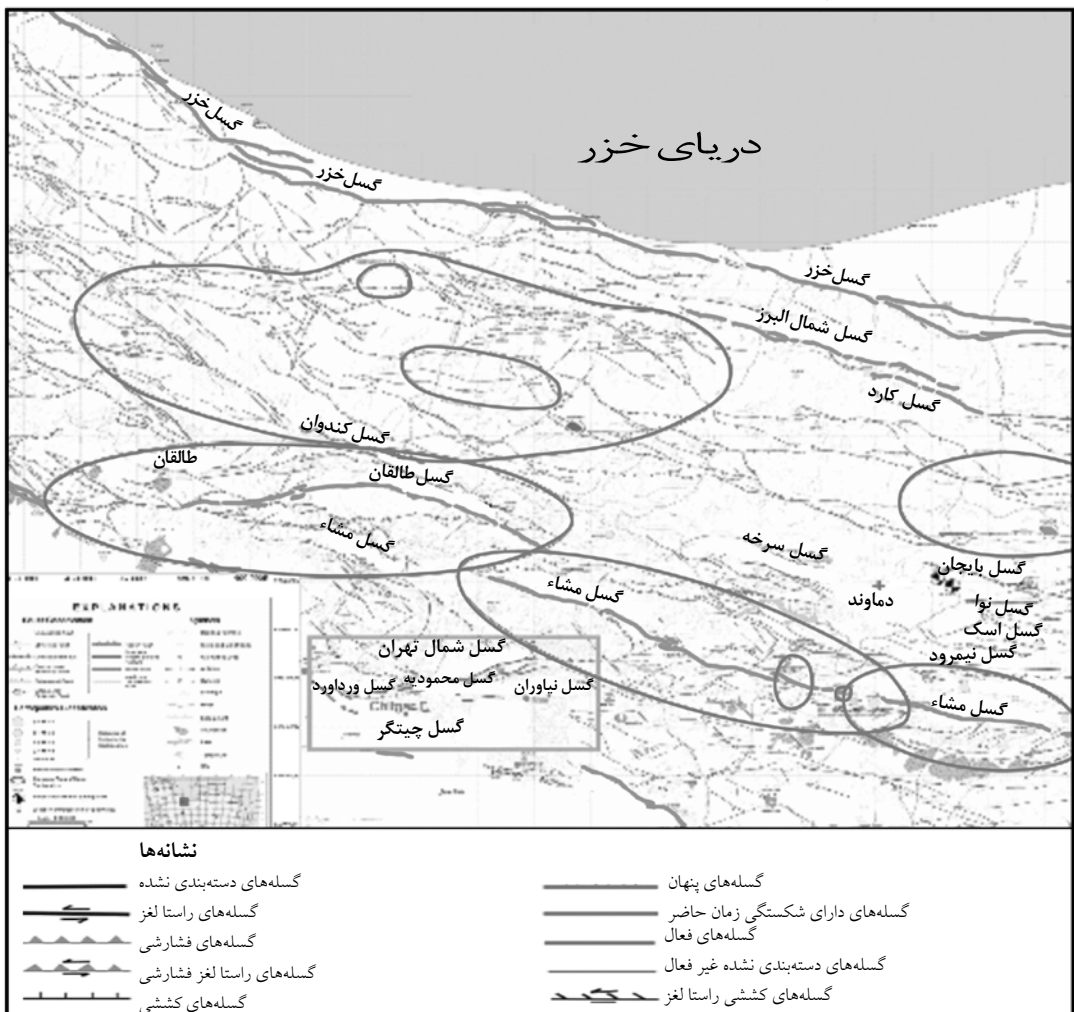 دریای خزر
گسل خزر
گسل خزر
گسل خزر
گسل شمال البرز
گسل کارد
گسل کندوان
طالقان
گسل طالقان
گسل مشاء
گسل سرخه
گسل بایجان
گسل مشاء
دماوند
گسل نوا
گسل اسک
گسل نیمرود
گسل شمال تهران
گسل ورداورد
گسل محمودیه
گسل نیاوران
گسل مشاء
گسل چیتگر
EXPLANATIONS
نشانه‌ها
گسله‌های پنهان
گسله‌های دسته‌بندی نشده
گسله‌های دارای شکستگی زمان حاضر
گسله‌های راستا لغز
گسله‌های فعال
گسله‌های فشارشی
گسله‌های دسته‌بندی نشده غیر فعال
گسله‌های راستا لغز فشارشی
گسله‌های کششی راستا لغز
گسله‌های کششی